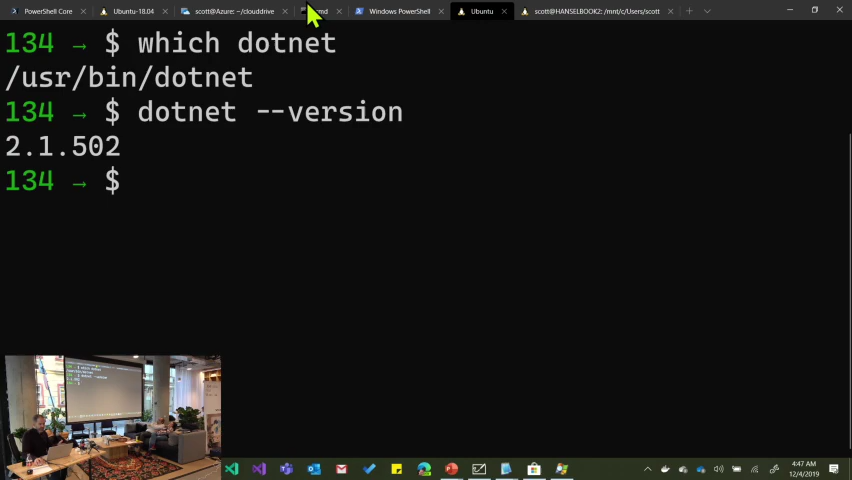 PowerShell Core
Ubuntu-18.04
scott@Azure: ~/clouddrive
Windows PowerShell
Ubuntu
scott@HANSELBOOK2: /mnt/c/Users/scott
134 → $ which dotnet
/usr/bin/dotnet
134 → $ dotnet --version
2.1.502
134 → $
4:47 AM
12/4/2019